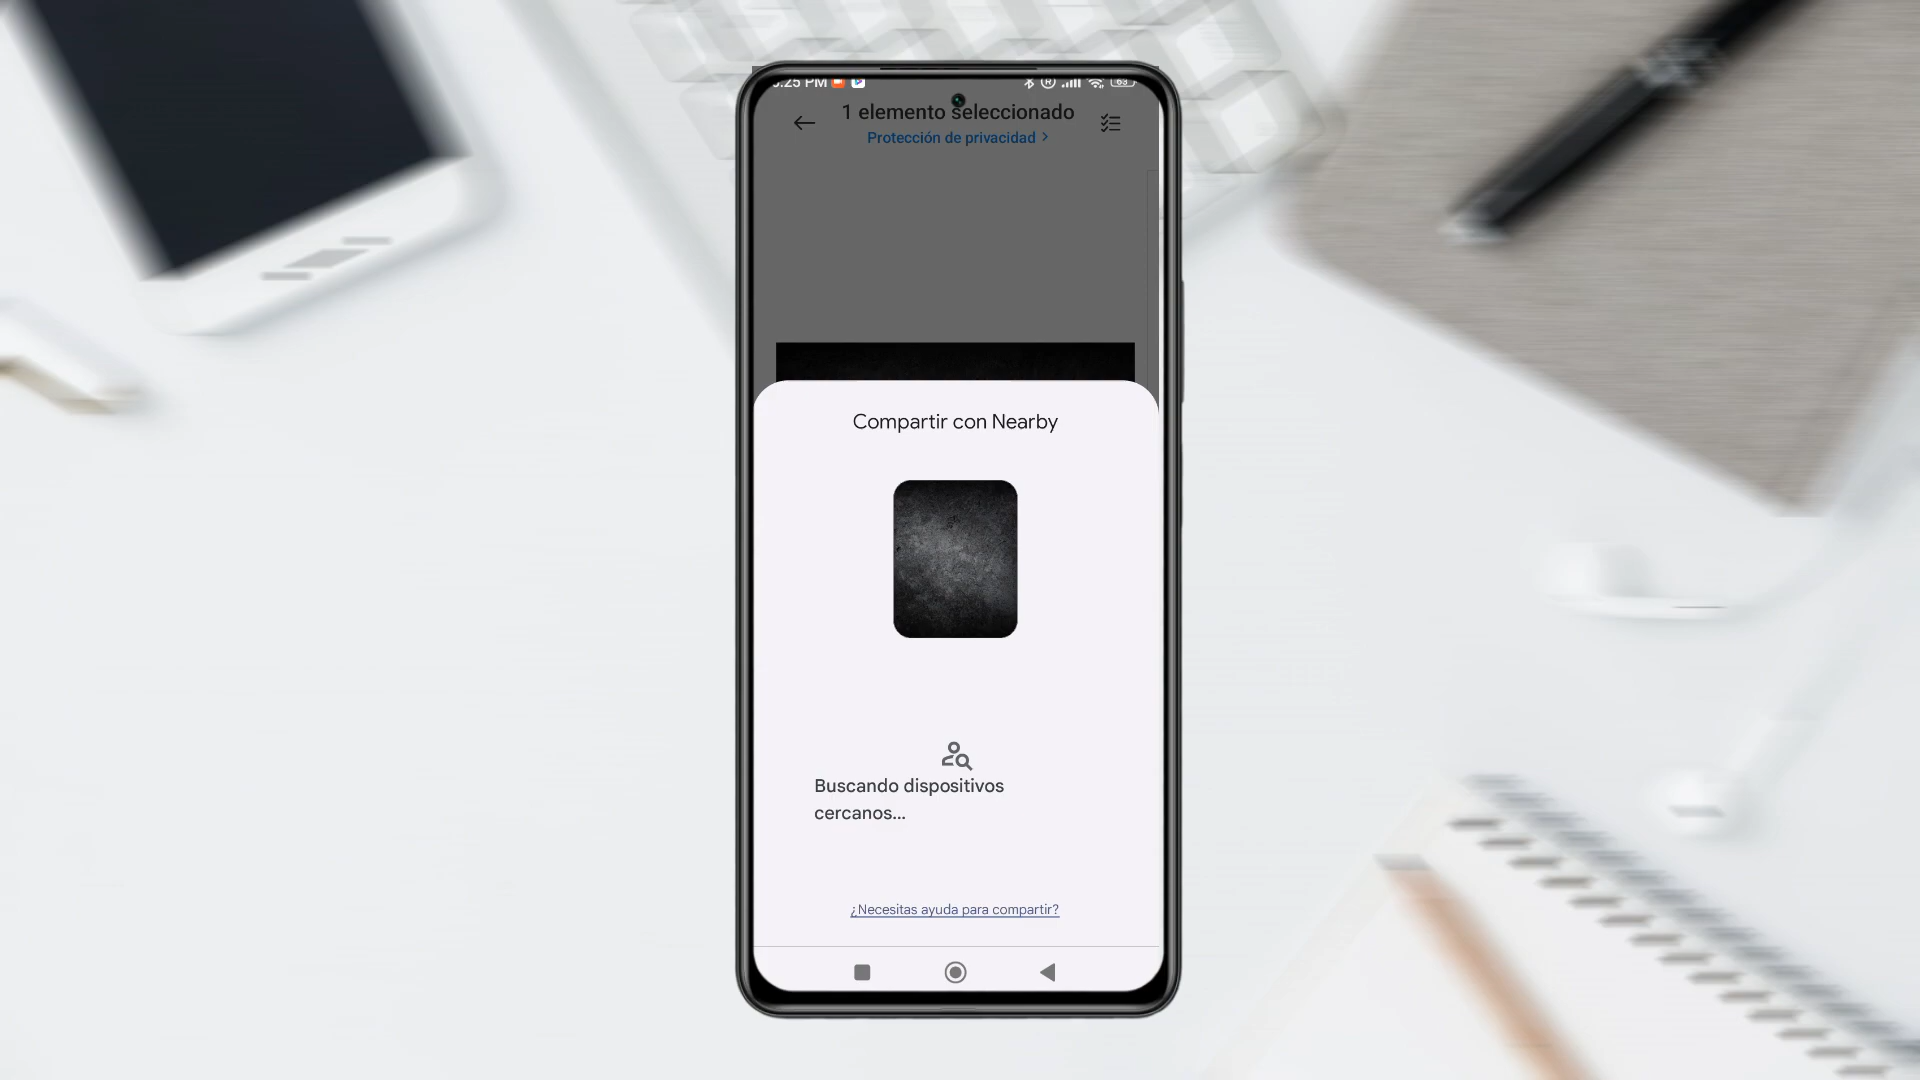 1 elemento seleccionado
Protección de privacidad
Compartir con Nearby
Buscando dispositivos
cercanos...
¿Necesitas ayuda para compartir?